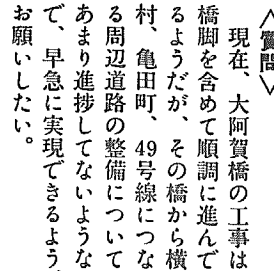 〈質問〉
現在、大阿賀橋の工事は
橋脚を含めて順調に進んで
るようだが、その橋から横
村、亀田町、49号線につな
る周辺道路の整備について
あまり進捗してないような
で、早急に実現できるよう
お願いしたい。